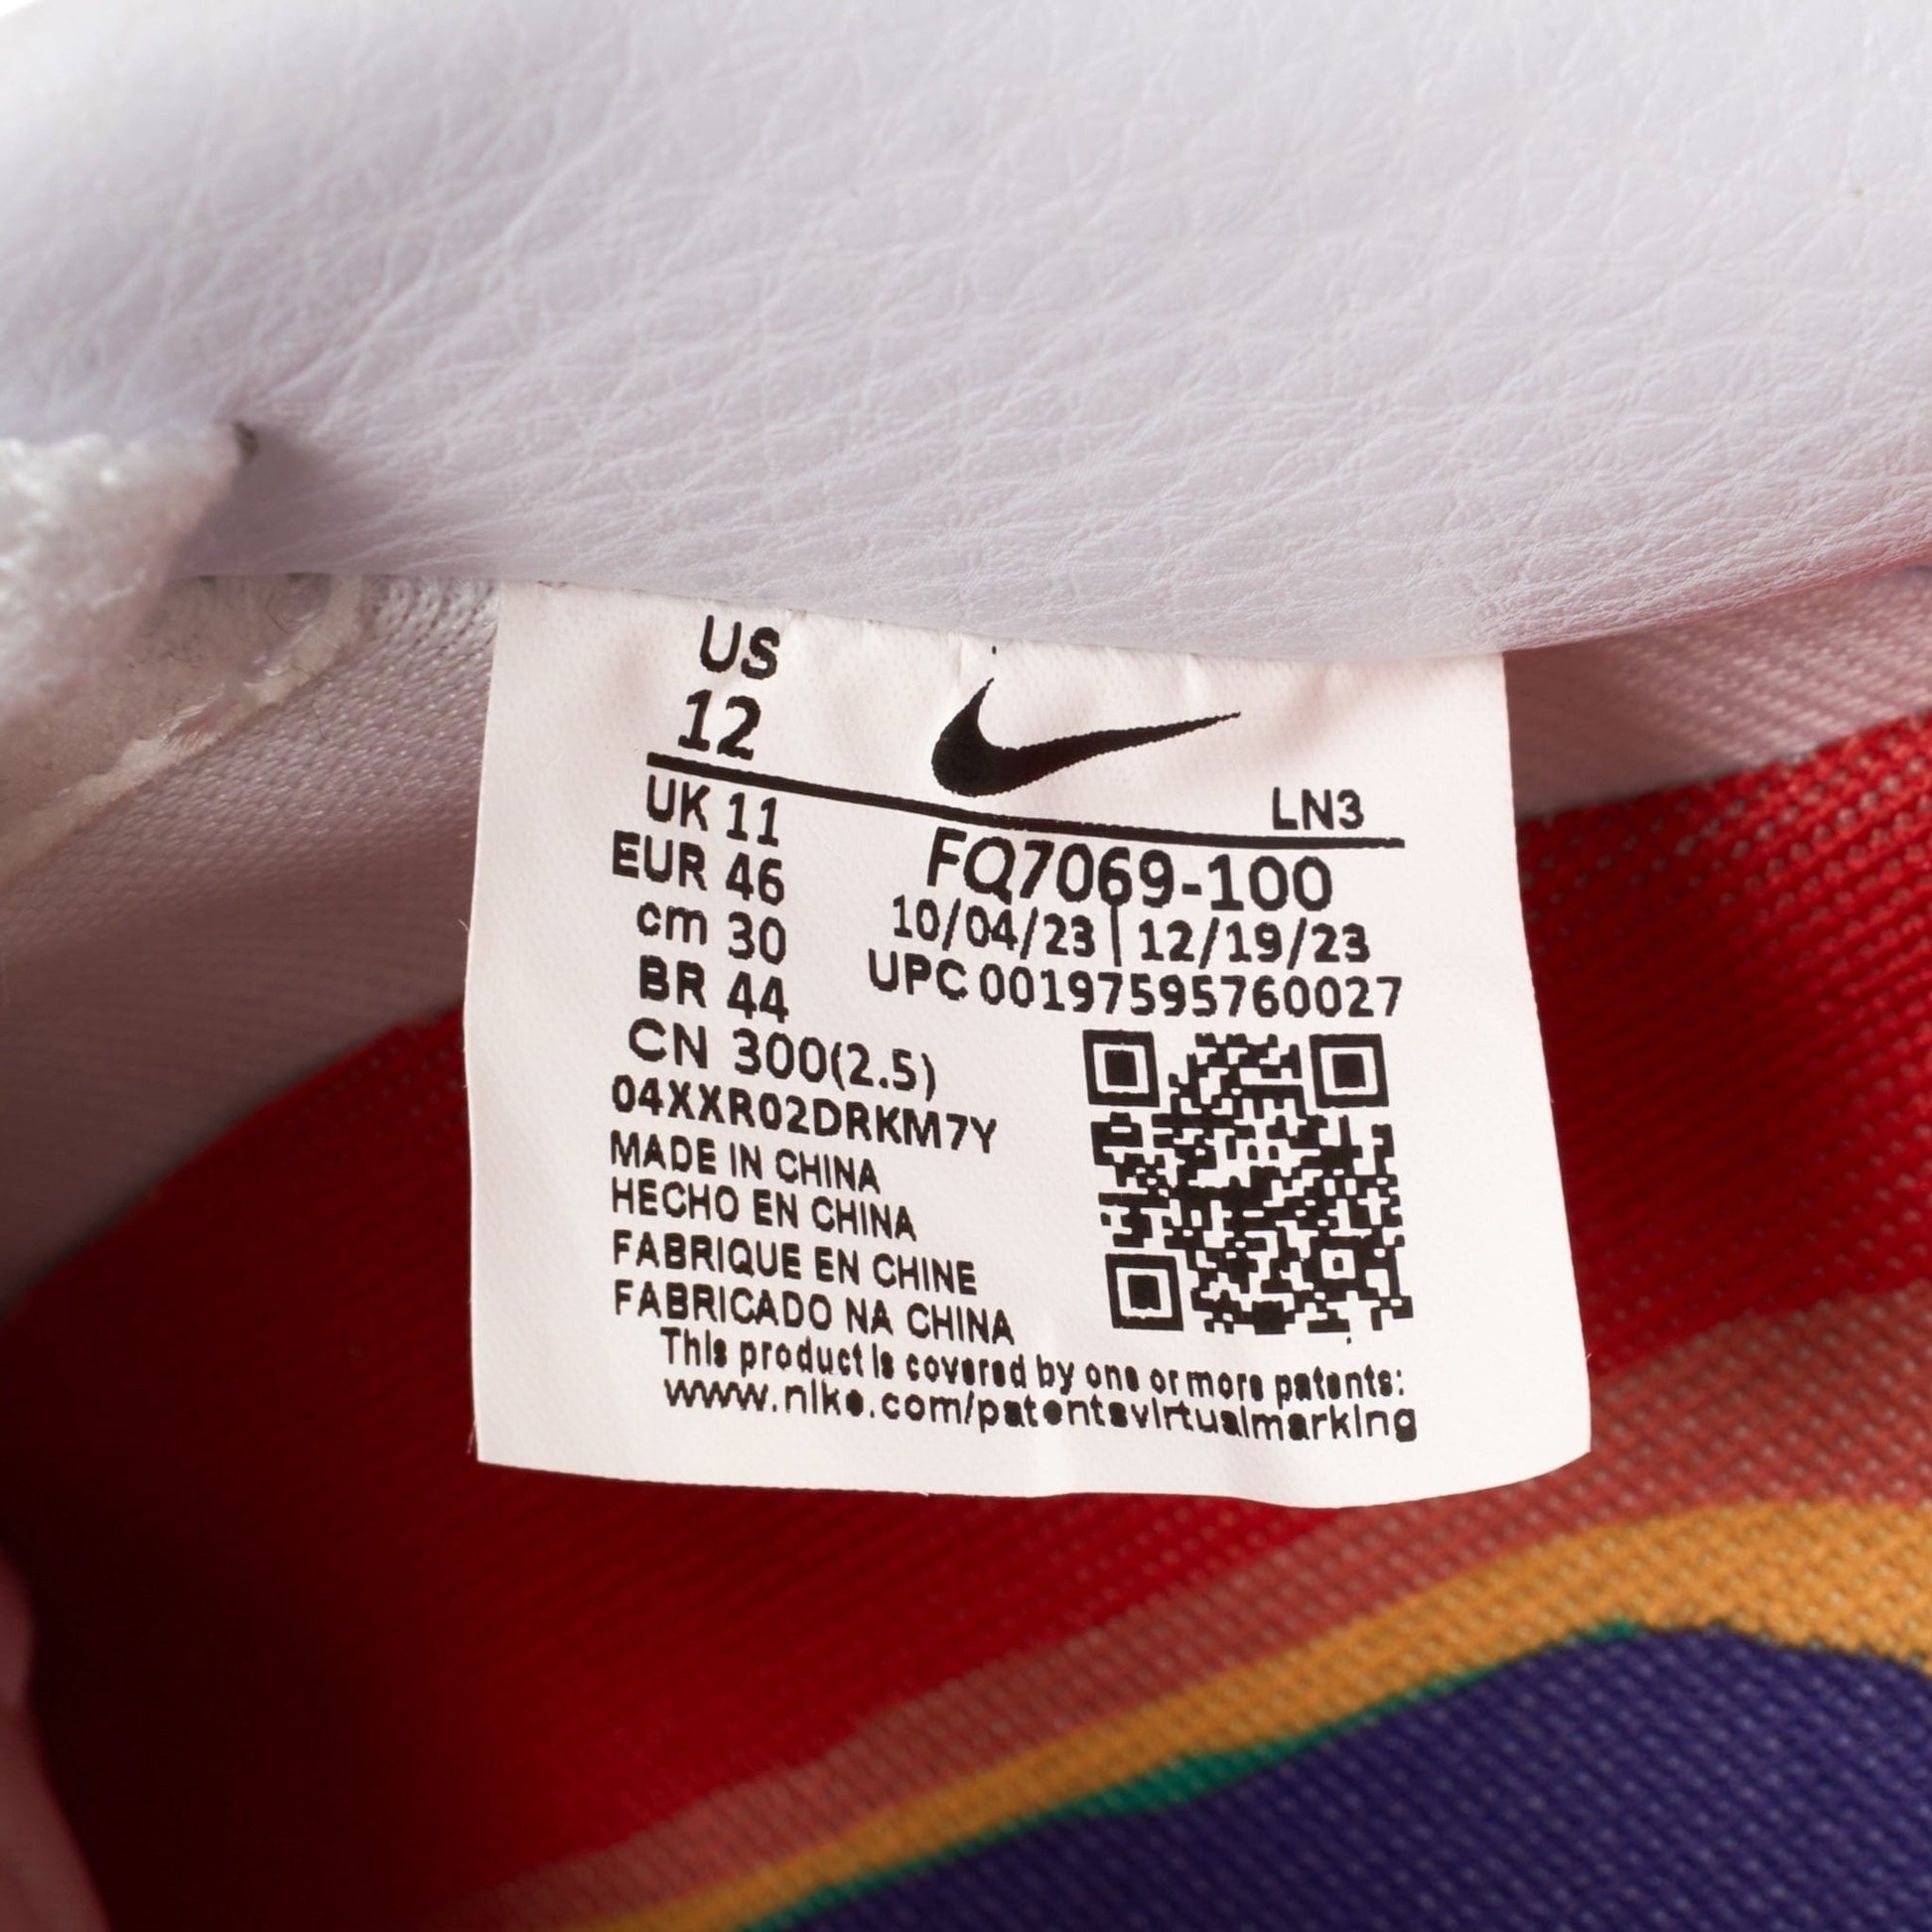 US
12
LN3
UK 11
EUR 46
cm 30
BR 44
CN 300(2.5)
FQ7069-100
10/04/23 | 12/19/23
UPC 00197595760027
04XXR02DRKM7Y
MADE IN CHINA
HECHO EN CHINA
FABRIQUE EN CHINE
FABRICADO NA CHINA
This product is covered by one or more patents:
www.nike.com/patentsvirtualmarking